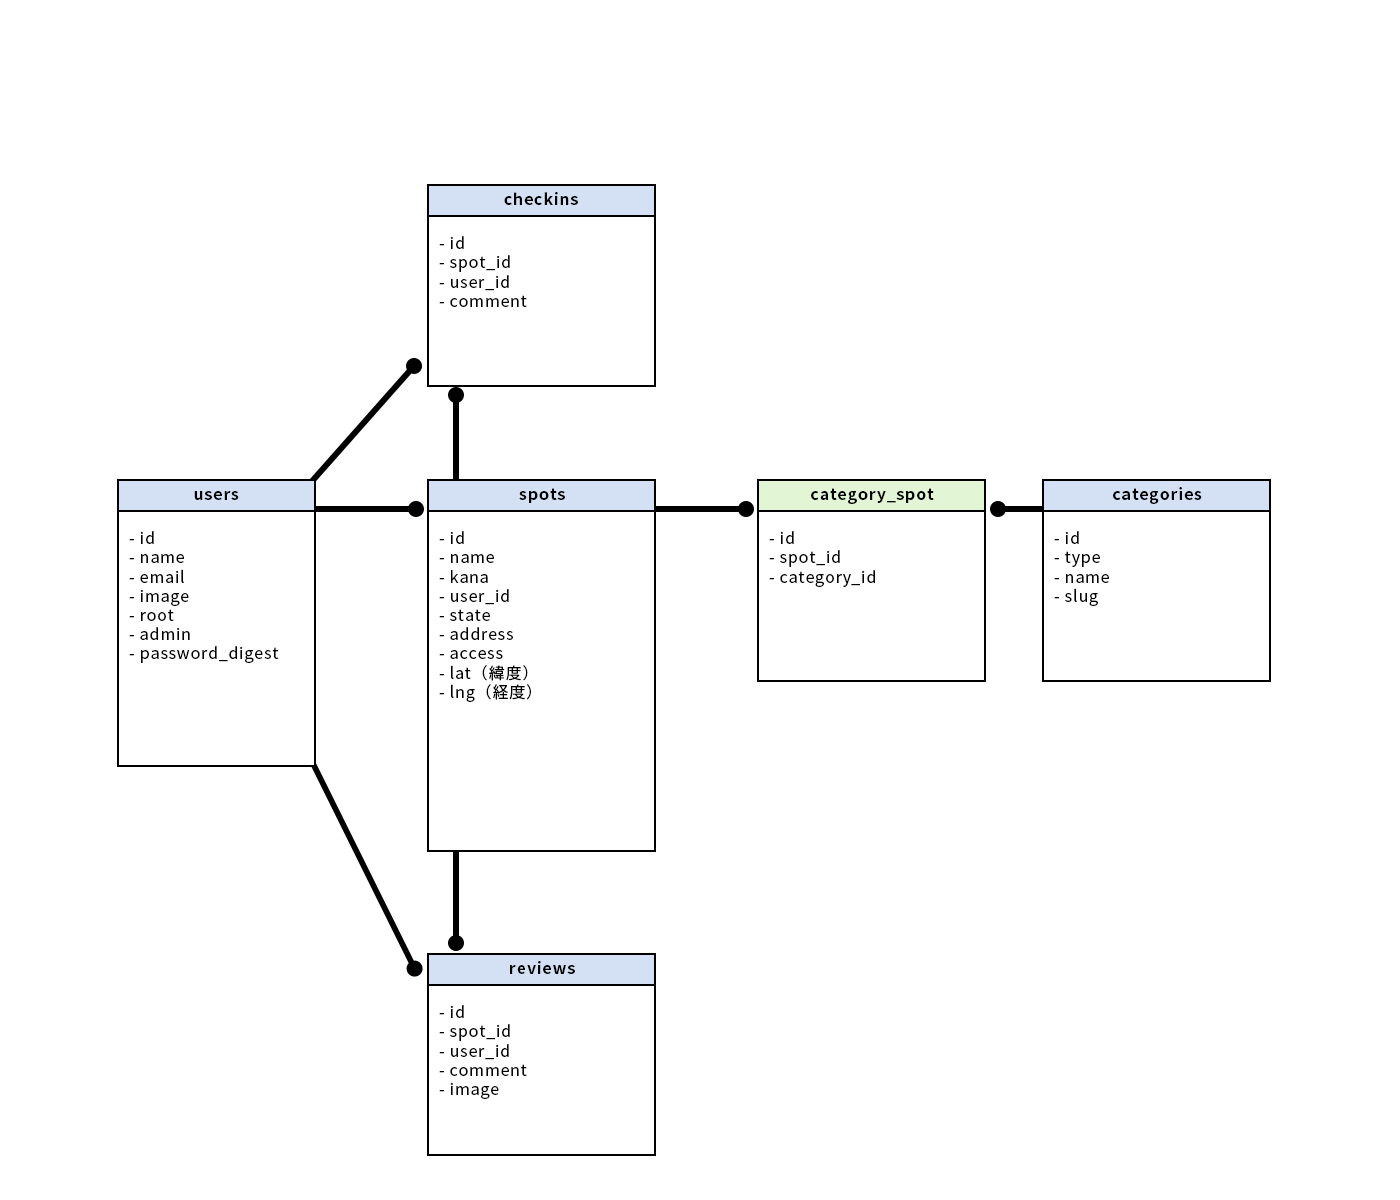 checkins
- id
- spot_id
- user_id
- comment
users
- id
- name
- email
- image
- root
- admin
- password_digest
spots
- id
- name
- kana
- user_id
- state
- address
- access
- lat（緯度）
- lng（経度）
category_spot
- id
- spot_id
- category_id
categories
- id
- type
- name
- slug
reviews
- id
- spot_id
- user_id
- comment
- image